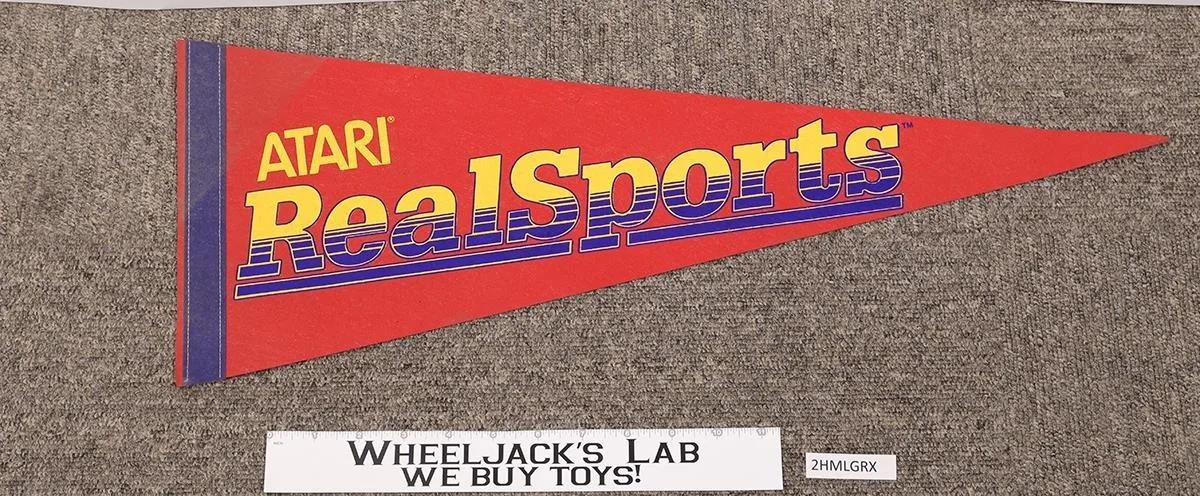 ATARI®
RealSports™
WHEELJACK'S LAB
WE BUY TOYS!
2HMLGRX